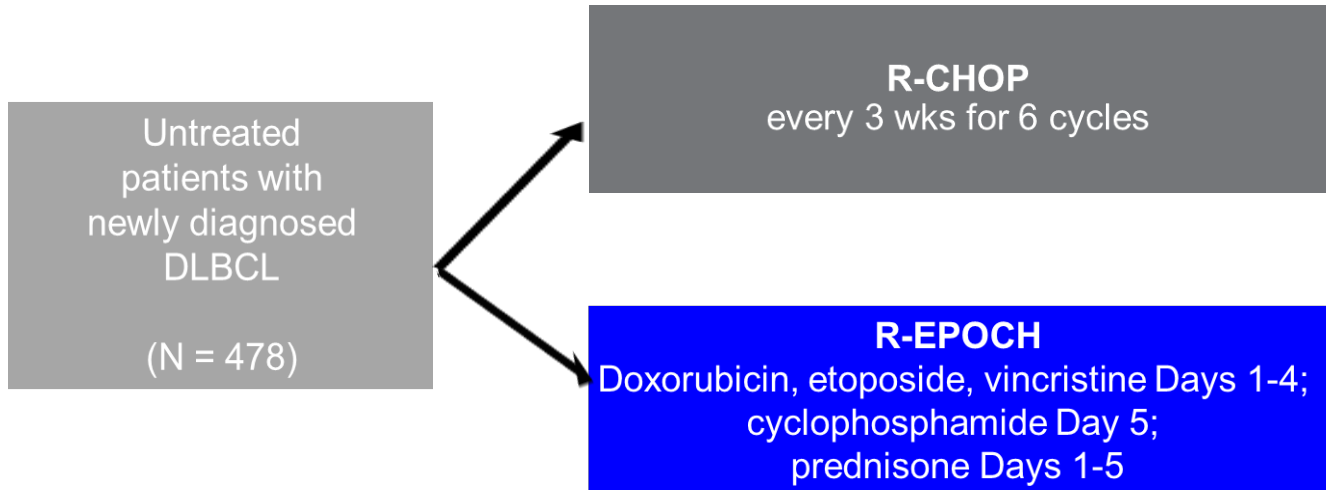 Untreated
patients with
newly diagnosed
DLBCL
(N = 478)
R-CHOP
every 3 wks for 6 cycles
R-EPOCH
Doxorubicin, etoposide, vincristine Days 1-4;
cyclophosphamide Day 5;
prednisone Days 1-5